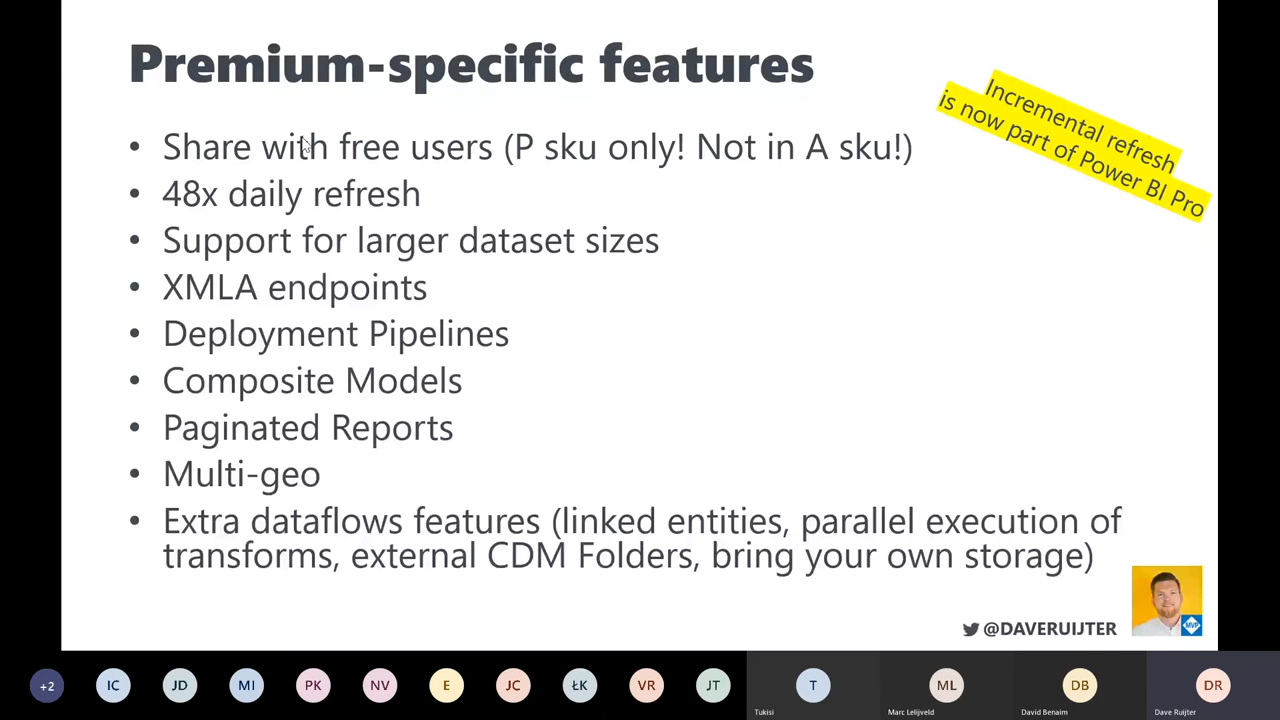 Premium-specific features
Incremental refresh
is now part of Power BI Pro
• Share with free users (P sku only! Not in A sku!)
• 48x daily refresh
• Support for larger dataset sizes
• XMLA endpoints
• Deployment Pipelines
• Composite Models
• Paginated Reports
• Multi-geo
• Extra dataflows features (linked entities, parallel execution of
transforms, external CDM Folders, bring your own storage)
MVP
@DAVERUIJTER
+2 IC JD MI PK NV E JC ŁK VR JT T ML DB DR
Tukisi Marc Lelijveld David Benaim Dave Ruijter